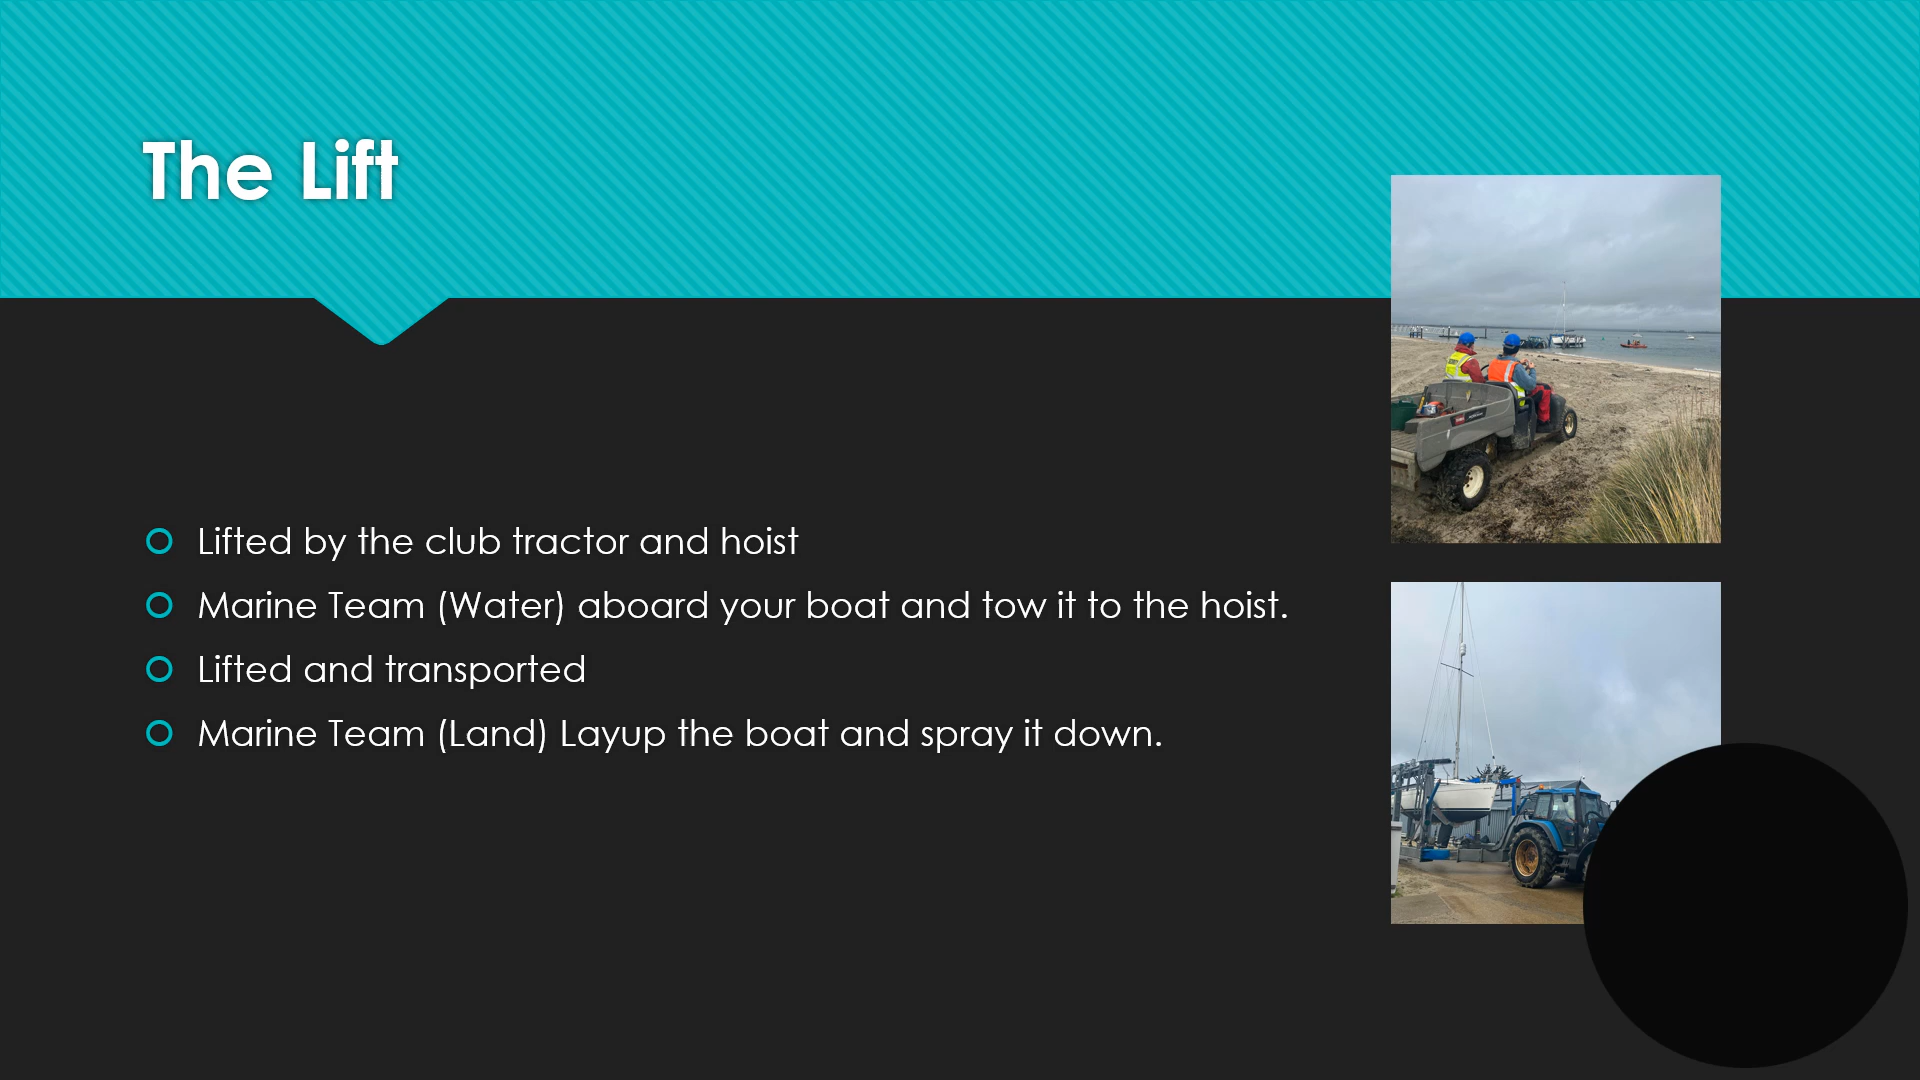 The Lift
Lifted by the club tractor and hoist
Marine Team (Water) aboard your boat and tow it to the hoist.
Lifted and transported
Marine Team (Land) Layup the boat and spray it down.